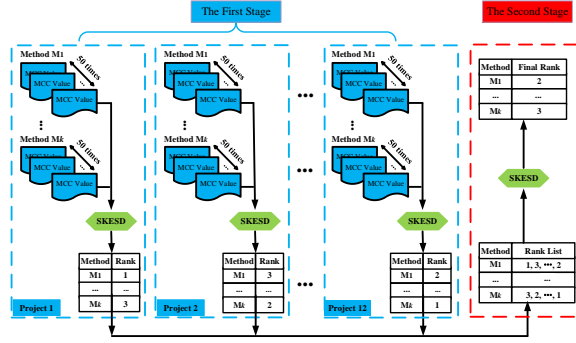 The First Stage
The Second Stage
Method M1
50 times
...
MCC Value
MCC Value
Method Mk
50 times
...
MCC Value
MCC Value
SKESD
Method Rank
M1 1
... ...
Mk 3
Project 1
Method M1
50 times
...
MCC Value
MCC Value
Method Mk
50 times
...
MCC Value
MCC Value
SKESD
Method Rank
M1 3
... ...
Mk 2
Project 2
Method M1
50 times
...
MCC Value
MCC Value
Method Mk
50 times
...
MCC Value
MCC Value
SKESD
Method Rank
M1 2
... ...
Mk 1
Project 12
Method Final Rank
M1 2
... ...
Mk 3
SKESD
Method Rank List
M1 1, 3, •••, 2
... ...
Mk 3, 2, •••, 1